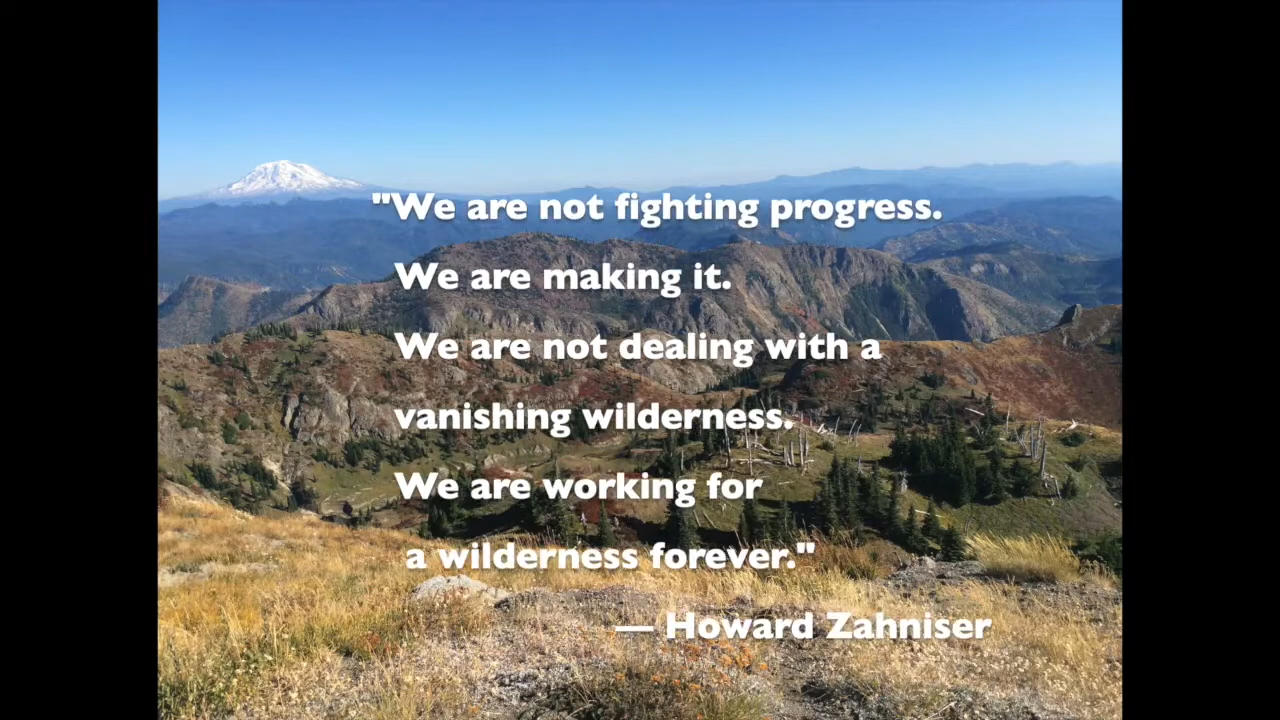 "We are not fighting progress.
We are making it.
We are not dealing with a
vanishing wilderness.
We are working for
a wilderness forever."
— Howard Zahniser